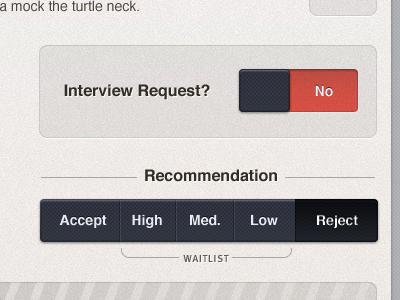 a mock the turtle neck.
Interview Request?
No
Recommendation
Accept High Med. Low Reject
WAITLIST